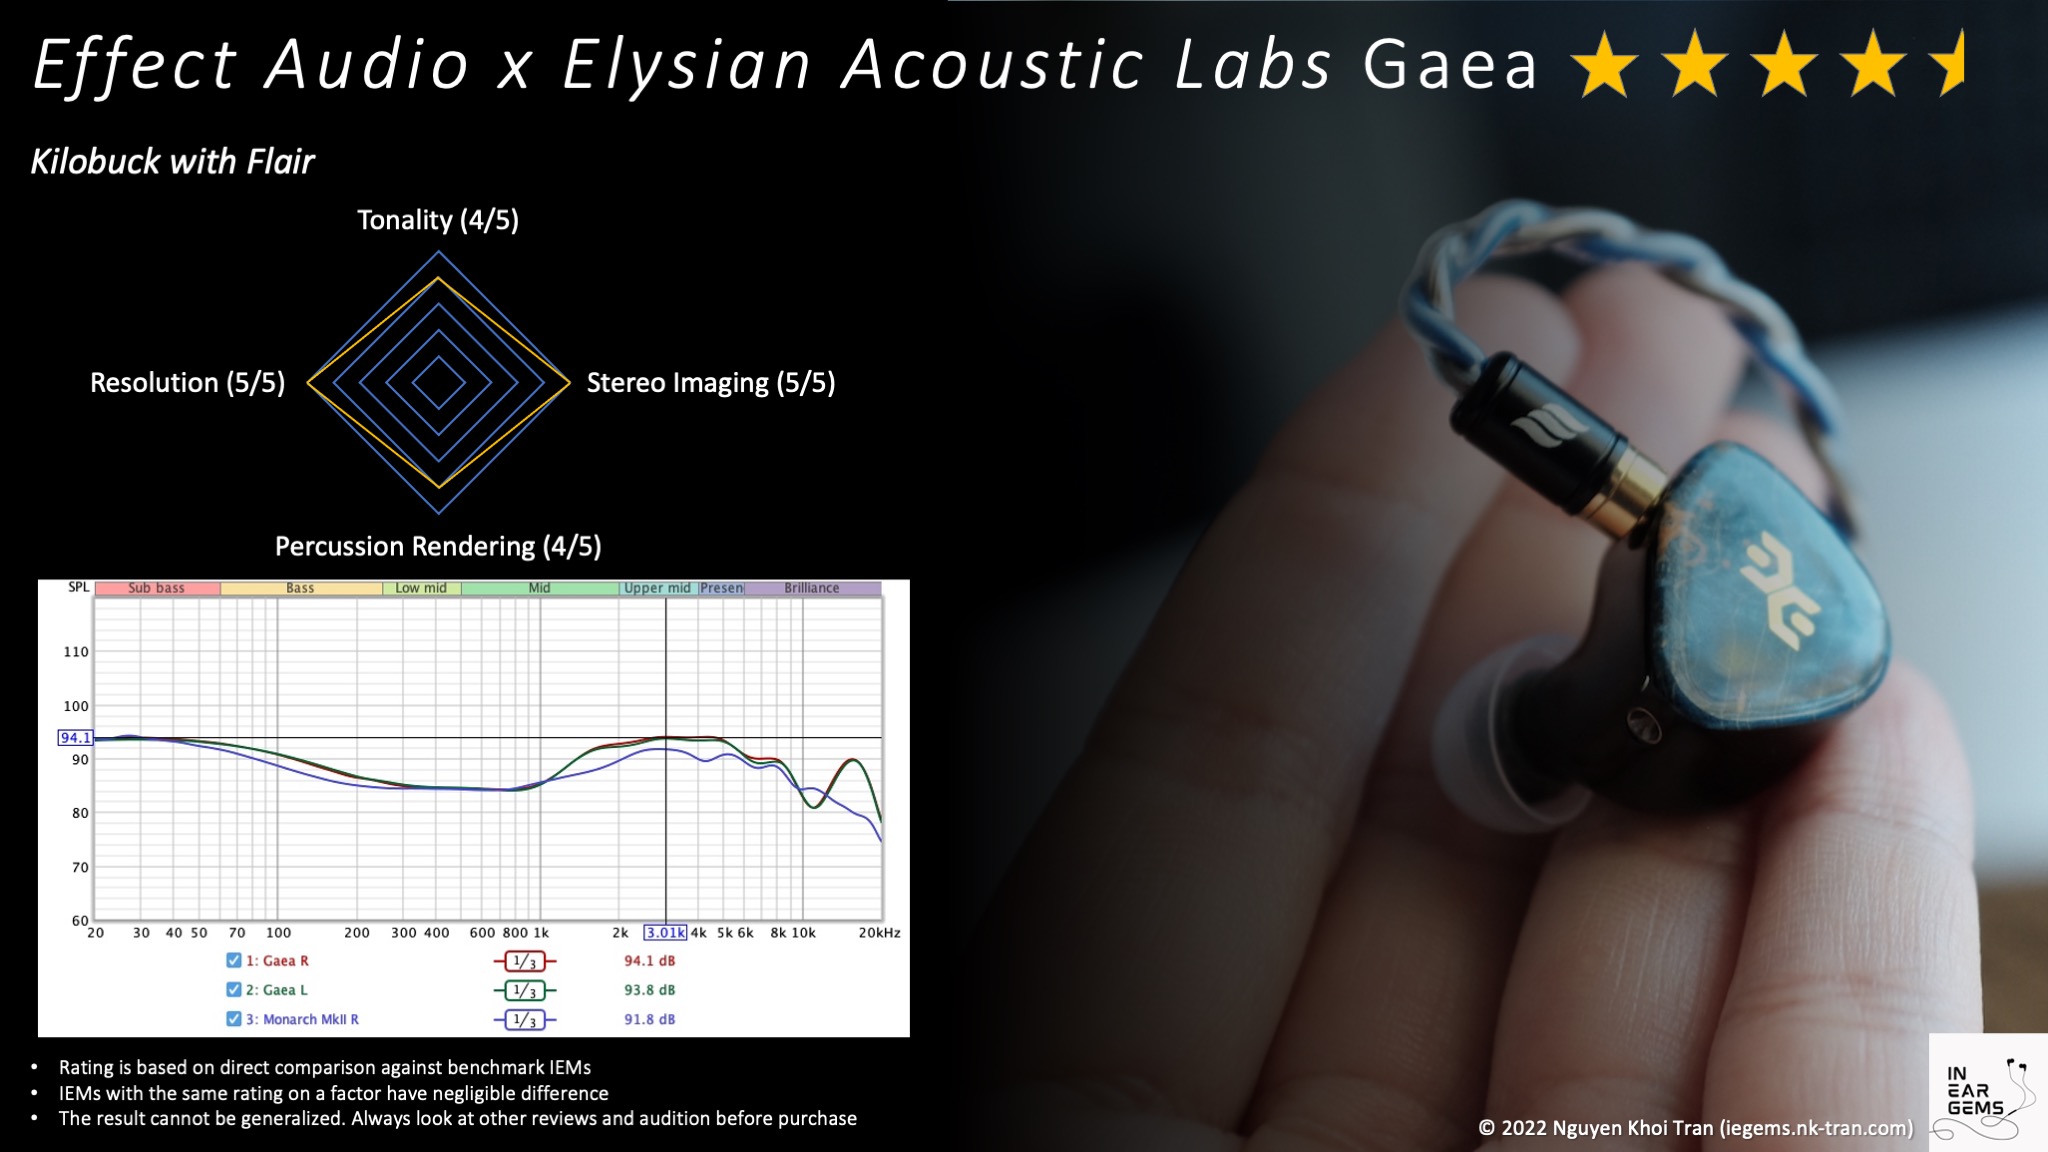 Effect Audio x Elysian Acoustic Labs Gaea
Kilobuck with Flair
Tonality (4/5)
Resolution (5/5)
Stereo Imaging (5/5)
Percussion Rendering (4/5)
SPL Sub bass Bass Low mid Mid Upper mid Presen Brilliance
110
100
94.1
90
80
70
60
20 30 40 50 70 100 200 300 400 600 800 1k 2k 3.01k 4k 5k 6k 8k 10k 20kHz
1: Gaea R 1/3 94.1 dB
2: Gaea L 1/3 93.8 dB
3: Monarch MkII R 1/3 91.8 dB
• Rating is based on direct comparison against benchmark IEMs
• IEMs with the same rating on a factor have negligible difference
• The result cannot be generalized. Always look at other reviews and audition before purchase
© 2022 Nguyen Khoi Tran (iegems.nk-tran.com)
IN
EAR
GEMS